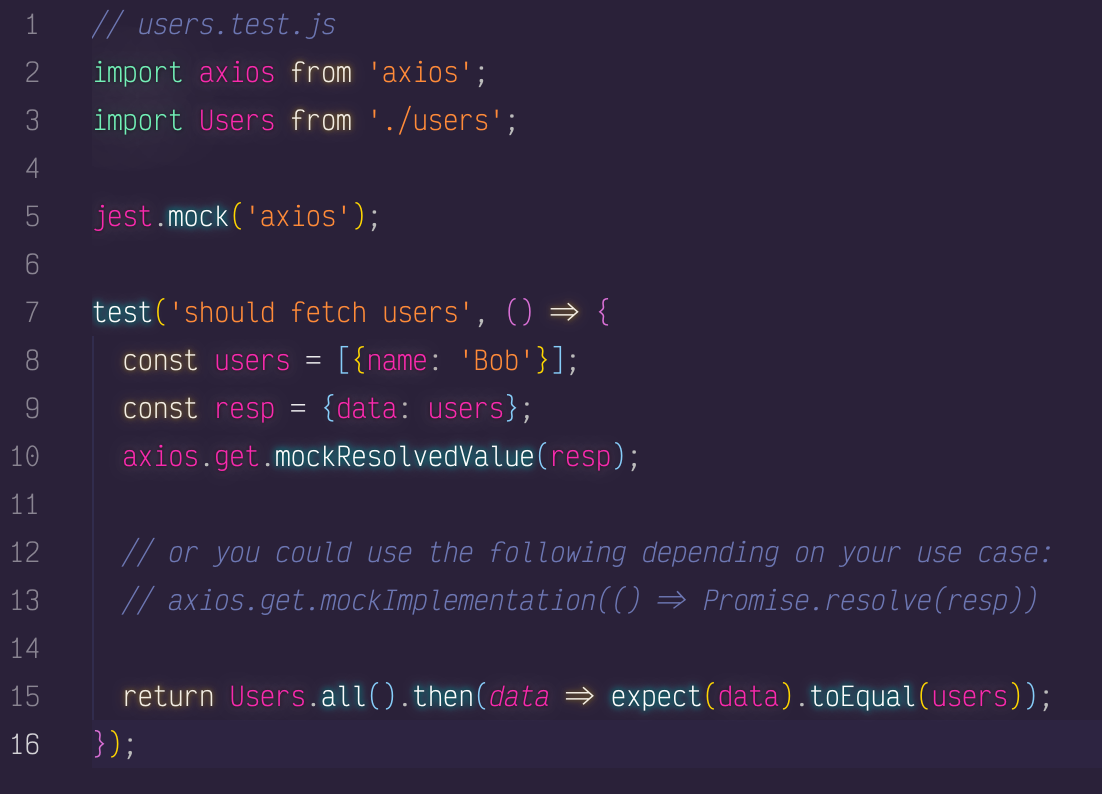 1 // users.test.js
2 import axios from 'axios';
3 import Users from './users';
4
5 jest.mock('axios');
6
7 test('should fetch users', () => {
8   const users = [{name: 'Bob'}];
9   const resp = {data: users};
10   axios.get.mockResolvedValue(resp);
11
12   // or you could use the following depending on your use case:
13   // axios.get.mockImplementation(() => Promise.resolve(resp))
14
15   return Users.all().then(data => expect(data).toEqual(users));
16 });